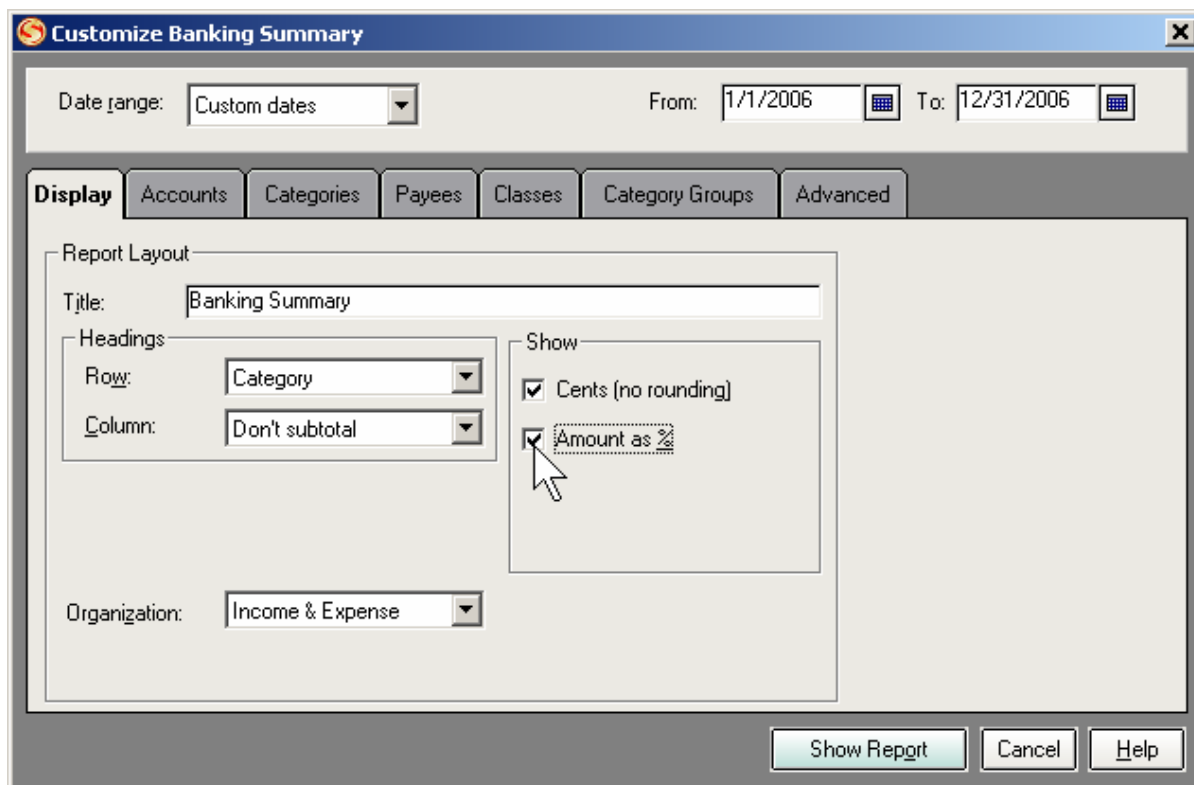 Customize Banking Summary
Date range: Custom dates From: 1/1/2006 To: 12/31/2006
Display Accounts Categories Payees Classes Category Groups Advanced
Report Layout
Title: Banking Summary
Headings Show
Row: Category Cents (no rounding)
Column: Don't subtotal Amount as %
Organization: Income & Expense
Show Report Cancel Help